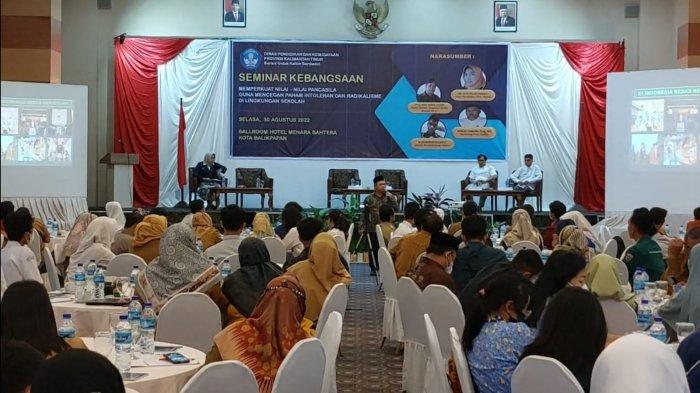 DINAS PENDIDIKAN DAN KEBUDAYAAN
PROVINSI KALIMANTAN TIMUR
SEMINAR KEBANGSAAN
MEMPERKUAT NILAI - NILAI PANCASILA
GUNA MENCEGAH PAHAM INTOLERAN DAN RADIKALISME
DI LINGKUNGAN SEKOLAH
SELASA, 30 AGUSTUS 2022
BALLROOM HOTEL MENARA BAHTERA
KOTA BALIKPAPAN
NARASUMBER :